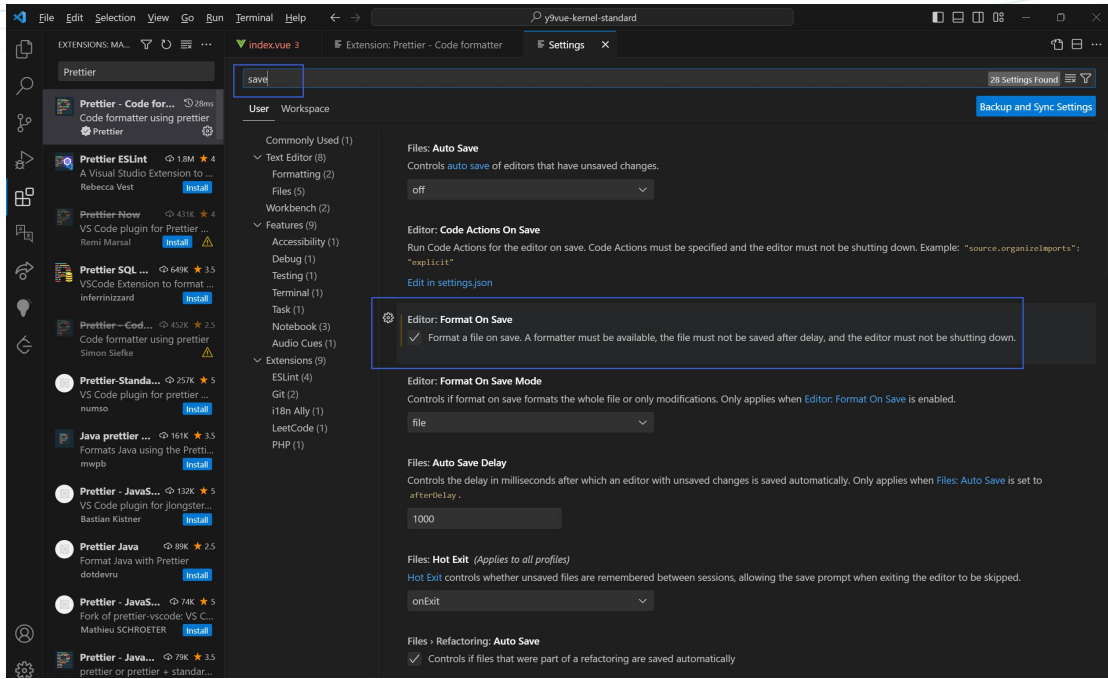 File Edit Selection View Go Run Terminal Help
y9vue-kernel-standard
EXTENSIONS: MA...
index.vue 3
Extension: Prettier - Code formatter
Settings
Prettier
save
28 Settings Found
User Workspace
Backup and Sync Settings
Prettier - Code for... 28ms
Code formatter using prettier
Prettier
Prettier ESLint 1.8M ★ 4
A Visual Studio Extension to ...
Rebecca Vest Install
Prettier Now 431K ★ 4
VS Code plugin for Prettier ...
Remi Marsal Install
Prettier SQL ... 649K ★ 3.5
VSCode Extension to format ...
inferrinizzard Install
Prettier - Cod... 452K ★ 2.5
Code formatter using prettier
Simon Siefke
Prettier-Standa... 257K ★ 5
VS Code plugin for prettier ...
numso Install
Java prettier ... 161K ★ 3.5
Formats Java using the Pretti...
mwpb Install
Prettier - JavaS... 132K ★ 5
VS Code plugin for jlongster...
Bastian Kistner Install
Prettier Java 89K ★ 2.5
Format Java with Prettier
dotdevru Install
Prettier - JavaS... 74K ★ 5
Fork of prettier-vscode: VS C...
Mathieu SCHROETER Install
Prettier - Java... 79K ★ 3.5
prettier or prettier + standar...
Commonly Used (1)
Text Editor (8)
Formatting (2)
Files (5)
Workbench (2)
Features (9)
Accessibility (1)
Debug (1)
Testing (1)
Terminal (1)
Task (1)
Notebook (3)
Audio Cues (1)
Extensions (9)
ESLint (4)
Git (2)
i18n Ally (1)
LeetCode (1)
PHP (1)
Files: Auto Save
Controls auto save of editors that have unsaved changes.
off
Editor: Code Actions On Save
Run Code Actions for the editor on save. Code Actions must be specified and the editor must not be shutting down. Example: "source.organizeImports":
"explicit"
Edit in settings.json
Editor: Format On Save
Format a file on save. A formatter must be available, the file must not be saved after delay, and the editor must not be shutting down.
Editor: Format On Save Mode
Controls if format on save formats the whole file or only modifications. Only applies when Editor: Format On Save is enabled.
file
Files: Auto Save Delay
Controls the delay in milliseconds after which an editor with unsaved changes is saved automatically. Only applies when Files: Auto Save is set to
afterDelay.
1000
Files: Hot Exit (Applies to all profiles)
Hot Exit controls whether unsaved files are remembered between sessions, allowing the save prompt when exiting the editor to be skipped.
onExit
Files › Refactoring: Auto Save
Controls if files that were part of a refactoring are saved automatically